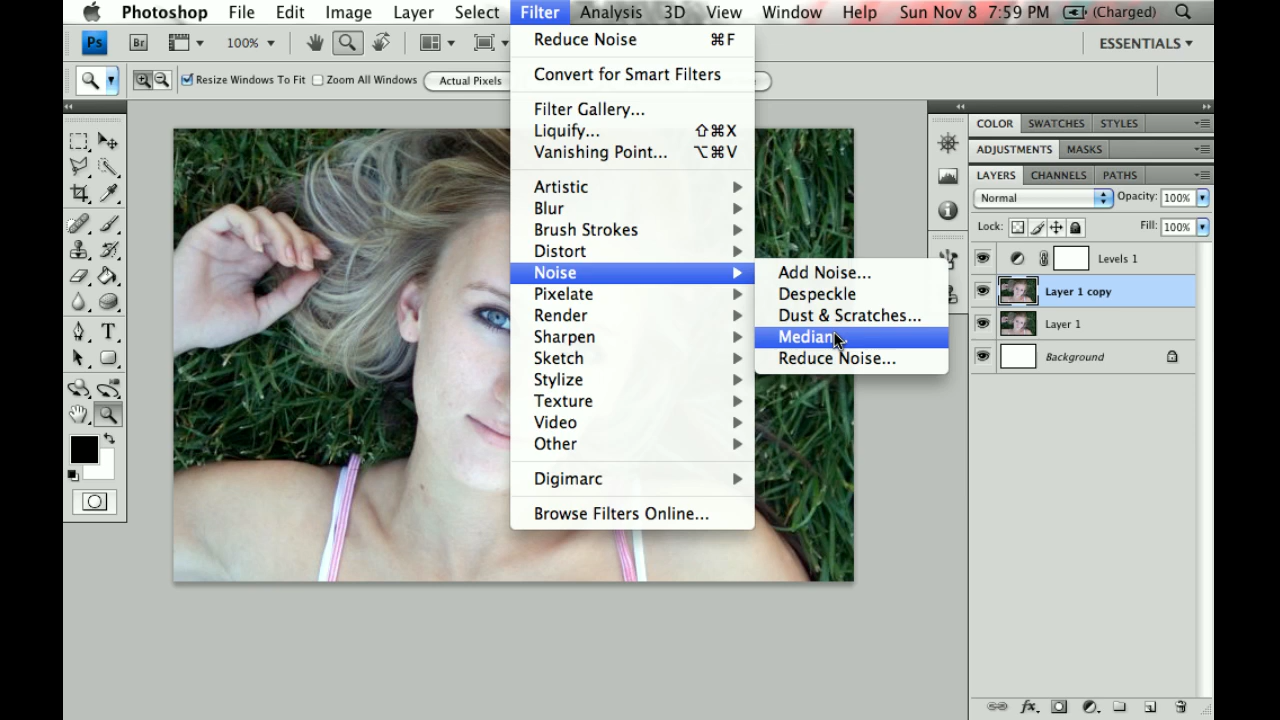 Photoshop File Edit Image Layer Select Filter Analysis 3D View Window Help Sun Nov 8 7:59 PM (Charged)
Ps Br 100% ESSENTIALS
Resize Windows To Fit Zoom All Windows Actual Pixels
Reduce Noise ⌘F
Convert for Smart Filters
Filter Gallery...
Liquify... ⇧⌘X
Vanishing Point... ⌥⌘V
Artistic
Blur
Brush Strokes
Distort
Noise
Pixelate
Render
Sharpen
Sketch
Stylize
Texture
Video
Other
Digimarc
Browse Filters Online...
Add Noise...
Despeckle
Dust & Scratches...
Median...
Reduce Noise...
COLOR SWATCHES STYLES
ADJUSTMENTS MASKS
LAYERS CHANNELS PATHS
Normal Opacity: 100%
Lock: Fill: 100%
Levels 1
Layer 1 copy
Layer 1
Background
T
fx